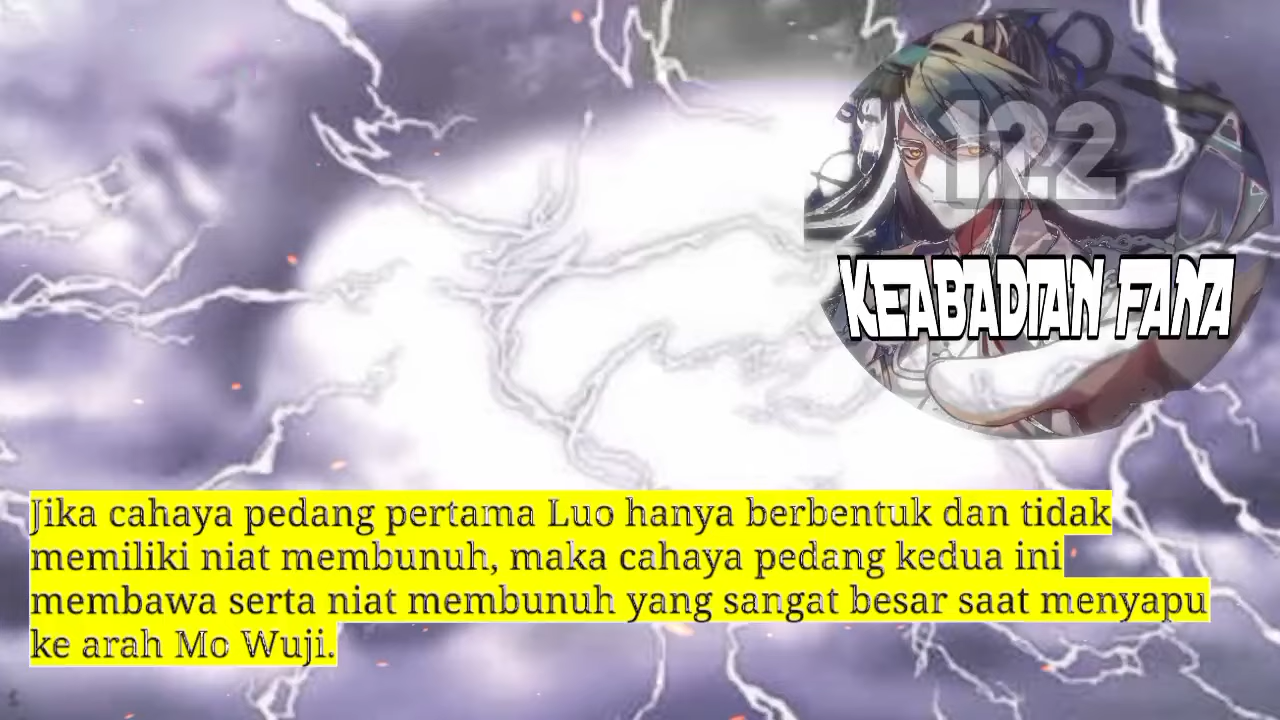 122
KEABADIAN FANA
Jika cahaya pedang pertama Luo hanya berbentuk dan tidak
memiliki niat membunuh, maka cahaya pedang kedua ini
membawa serta niat membunuh yang sangat besar saat menyapu
ke arah Mo Wuji.